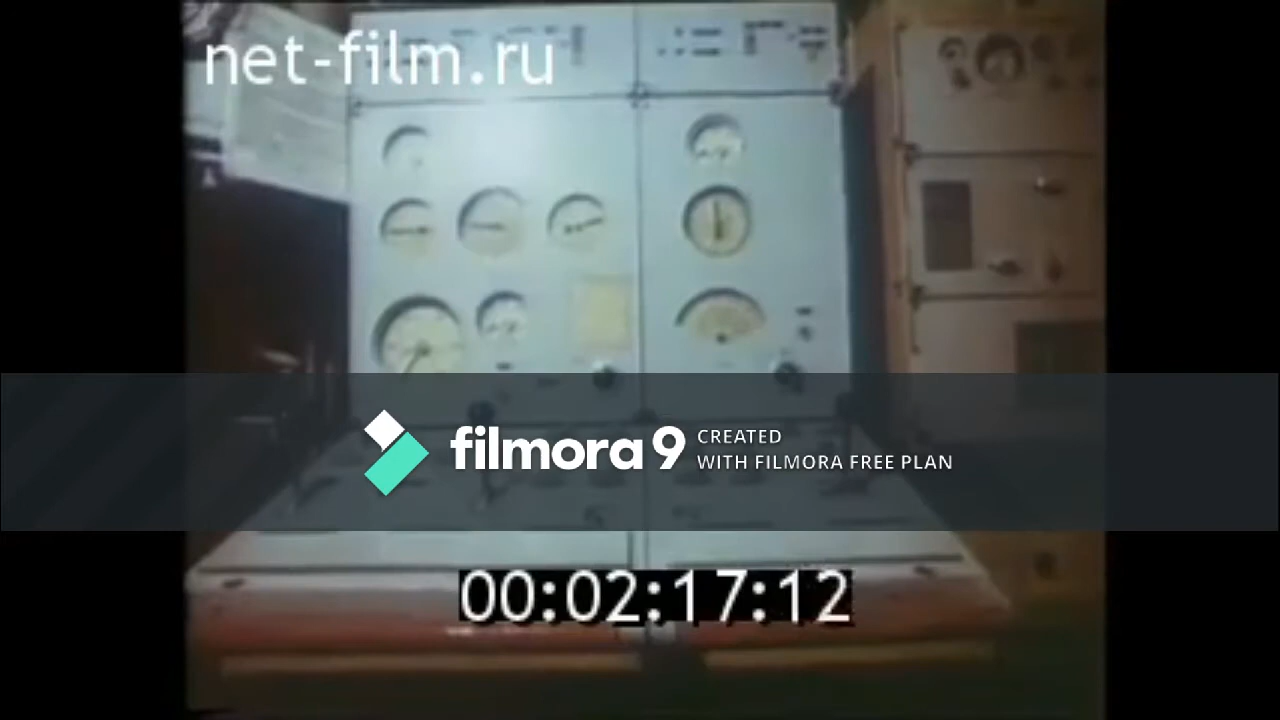 net-film.ru
filmora 9
CREATED
WITH FILMORA FREE PLAN
00:02:17:12